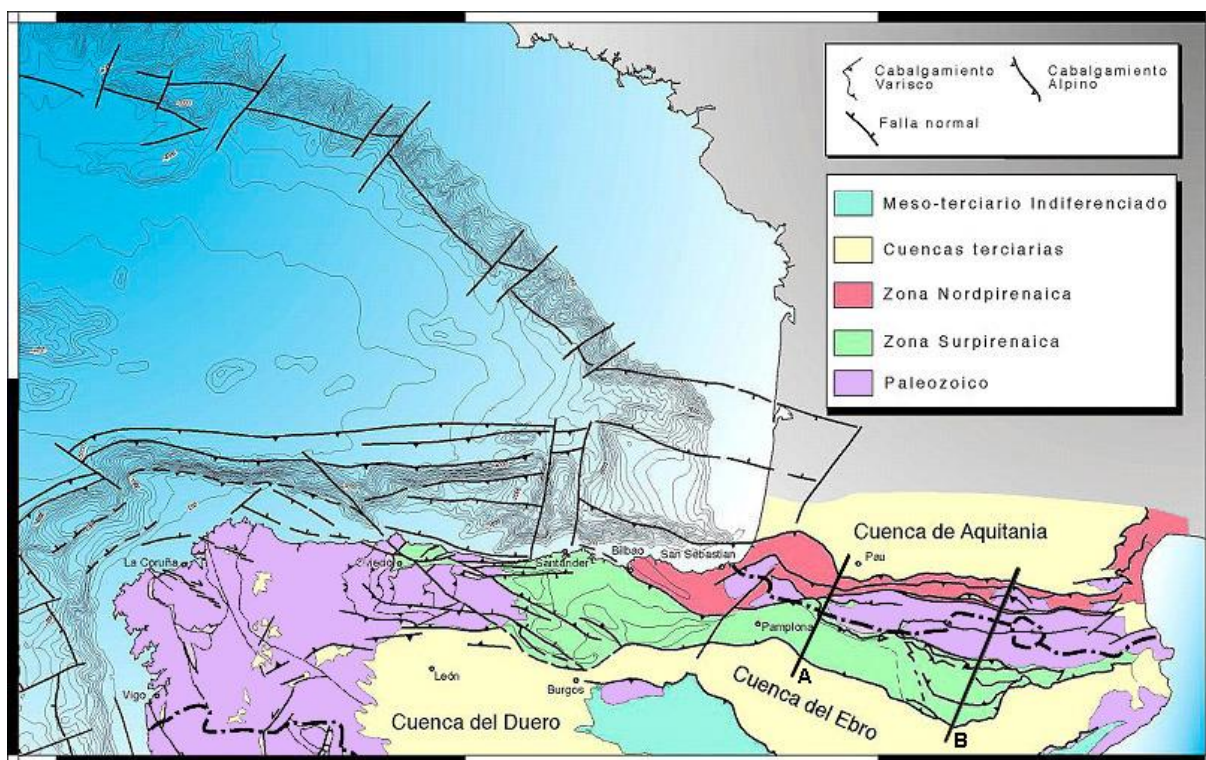 Cabalgamiento
Varisco
Cabalgamiento
Alpino
Falla normal
Meso-terciario Indiferenciado
Cuencas terciarias
Zona Nordpirenaica
Zona Surpirenaica
Paleozoico
Cuenca de Aquitania
La Coruña
Oviedo
Santander
Bilbao
San Sebastian
Pau
Pamplona
León
Burgos
Vigo
Cuenca del Duero
Cuenca del Ebro
A
B